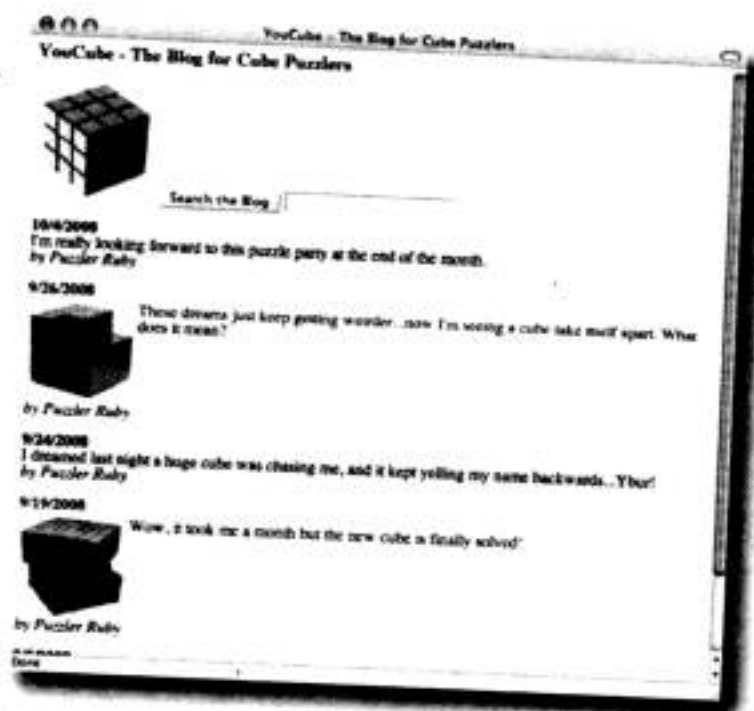 YouCube - The Blog for Cube Puzzlers
YouCube - The Blog for Cube Puzzlers
Search the Blog
10/4/2008
I'm really looking forward to this puzzle party at the end of the month.
by Puzzler Ruby
9/26/2008
These dreams just keep getting weirder...now I'm seeing a cube take itself apart. What
does it mean?
by Puzzler Ruby
9/24/2008
I dreamed last night a huge cube was chasing me, and it kept yelling my name backwards...Ybur!
by Puzzler Ruby
9/19/2008
Wow, it took me a month but the new cube is finally solved!
by Puzzler Ruby
Done